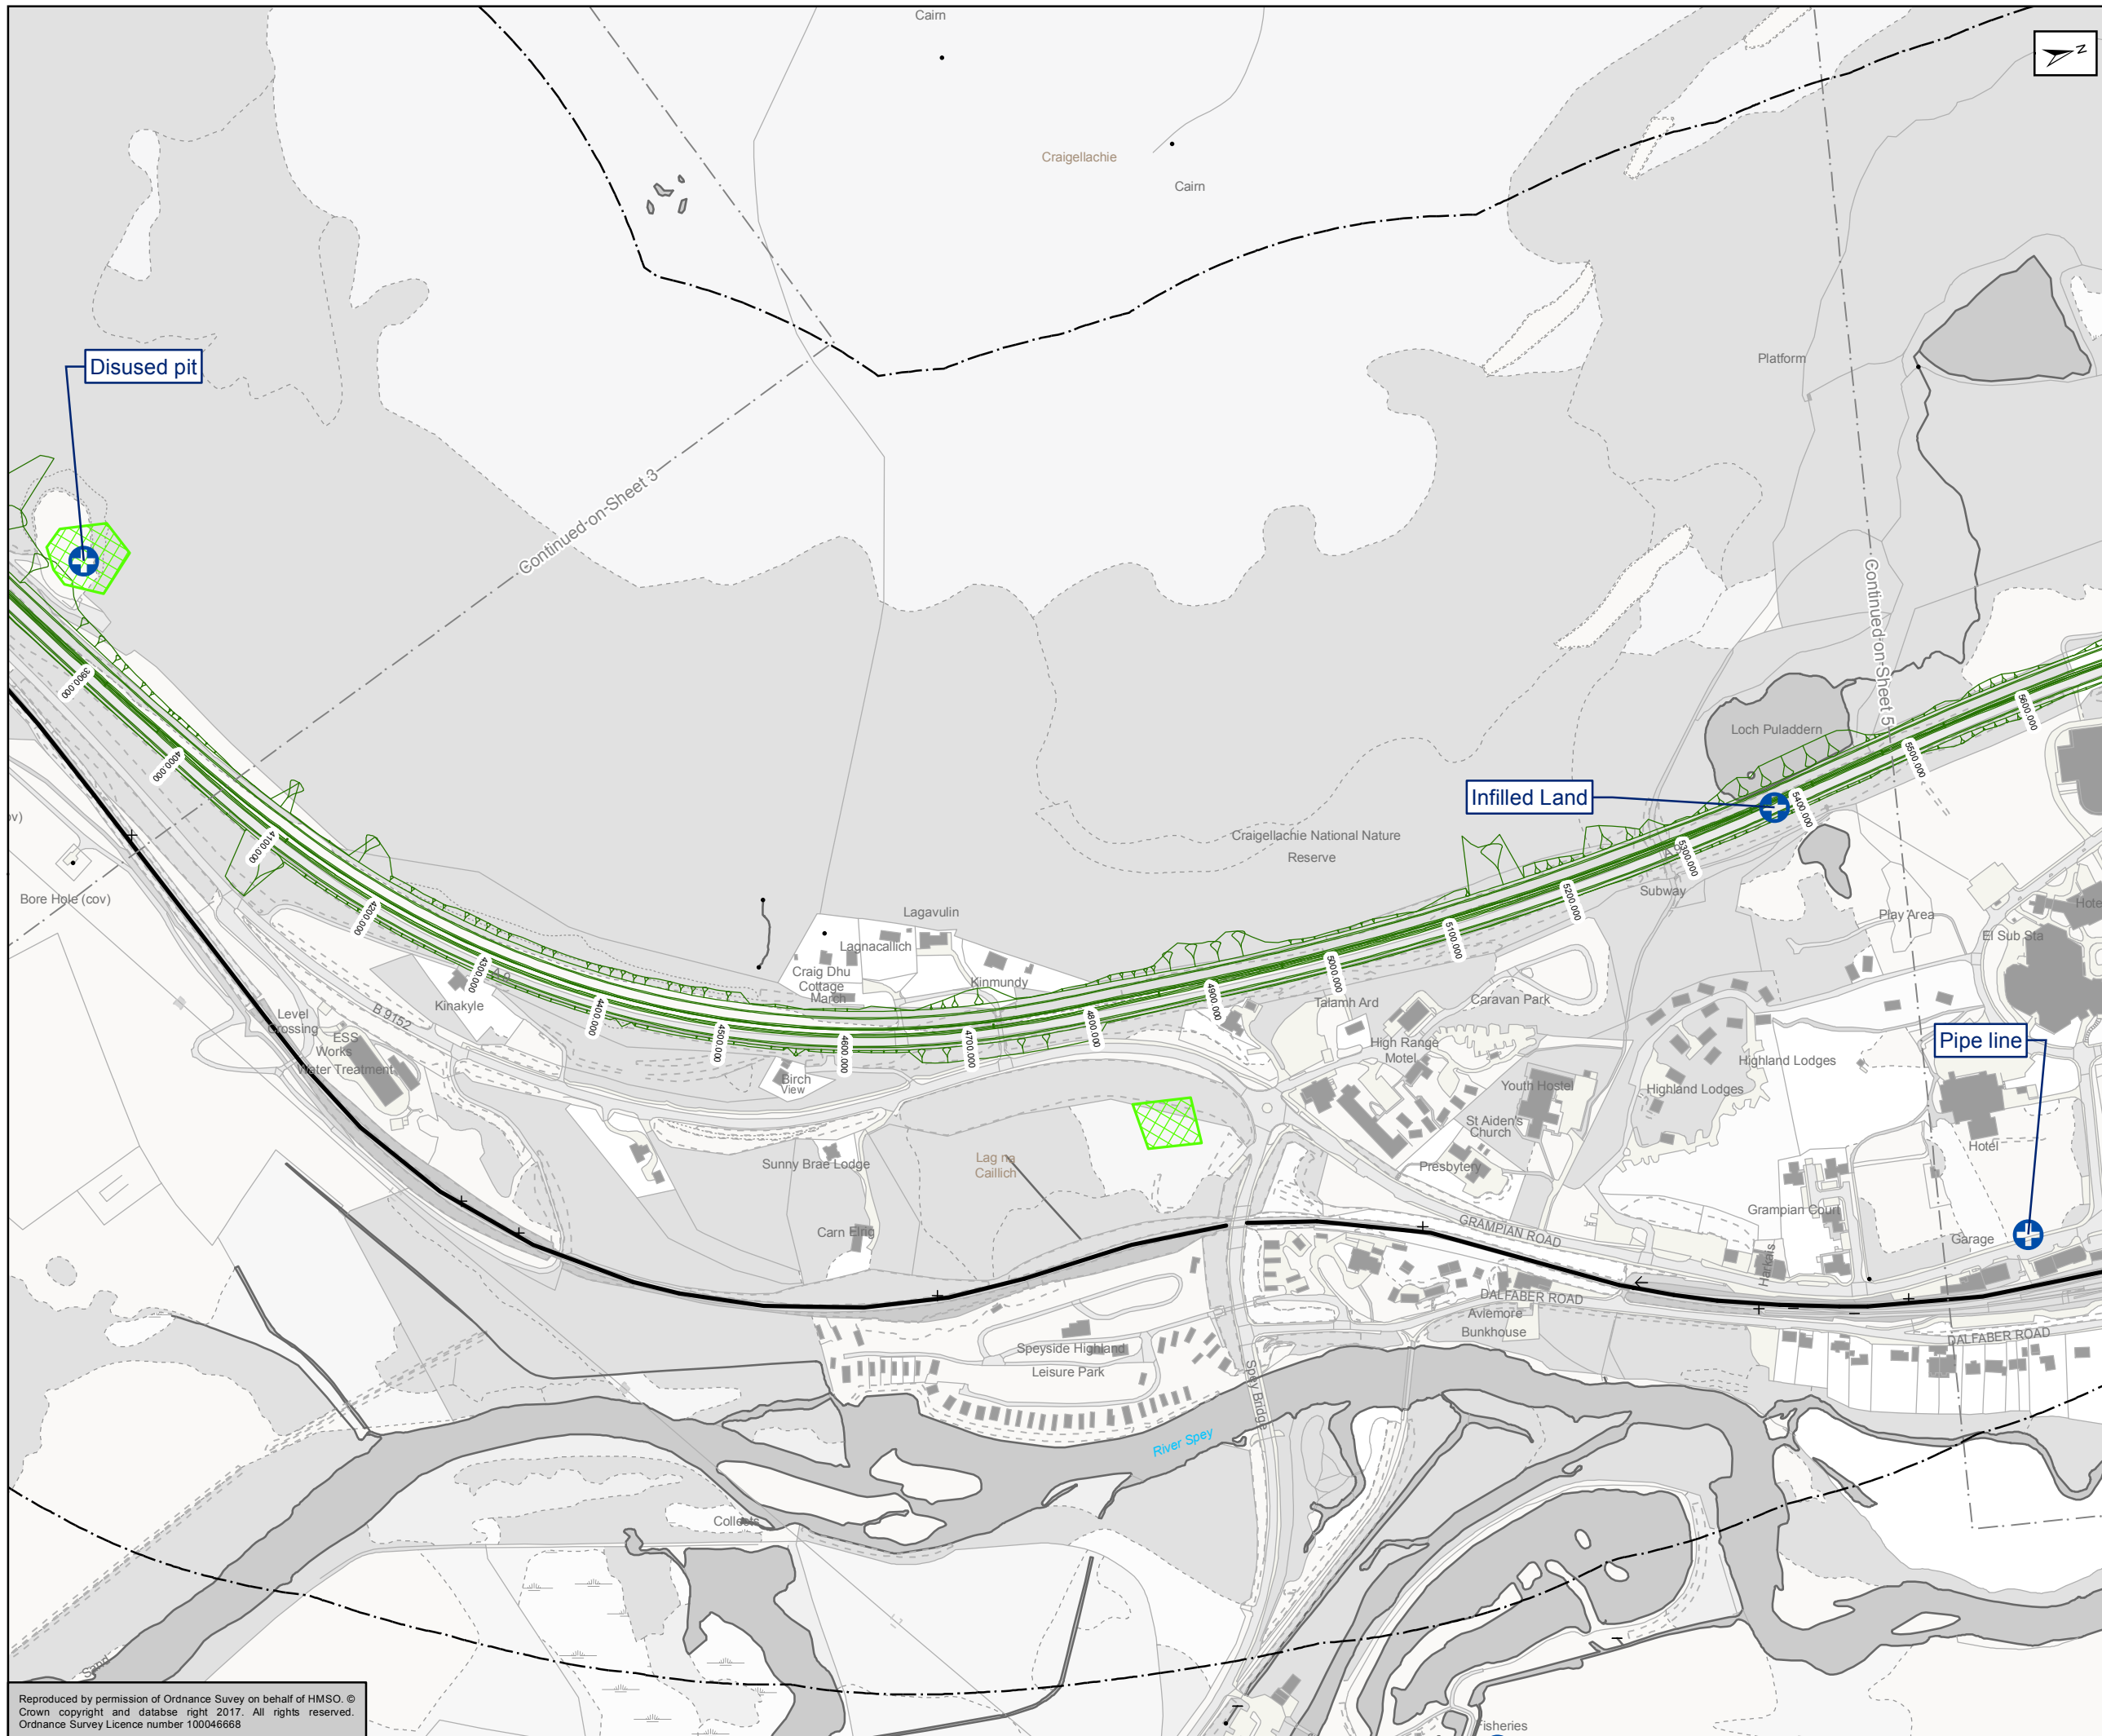 Cairn
N
Craigellachie
Cairn
Platform
Disused pit
Continued-on-Sheet 3
Continued-on-Sheet 5
Loch Puladdern
Infilled Land
Craigellachie National Nature
Reserve
Subway
3900.000
4000.000
4100.000
4200.000
4300.000
4400.000
4500.000
4600.000
4700.000
4800.000
4900.000
5000.000
5100.000
5200.000
5300.000
5400.000
5500.000
5600.000
Bore Hole (cov)
Lagavulin
Lagnacallich
Craig Dhu
Cottage
March
Kinmundy
Kinakyle
B 9152
Level
Crossing
ESS
Works
Water Treatment
Birch
View
Talamh Ard
Caravan Park
High Range
Motel
Youth Hostel
St Aiden's
Church
Presbytery
Play Area
El Sub Sta
Highland Lodges
Highland Lodges
Pipe line
Hotel
Grampian Court
Garage
Harkai's
Sunny Brae Lodge
Lag na
Caillich
Carn Eilrig
GRAMPIAN ROAD
DALFABER ROAD
Aviemore
Bunkhouse
DALFABER ROAD
Speyside Highland
Leisure Park
Spey Bridge
River Spey
Collects
Sand
Fisheries
Reproduced by permission of Ordnance Suvey on behalf of HMSO. ©
Crown copyright and databse right 2017. All rights reserved.
Ordnance Survey Licence number 100046668